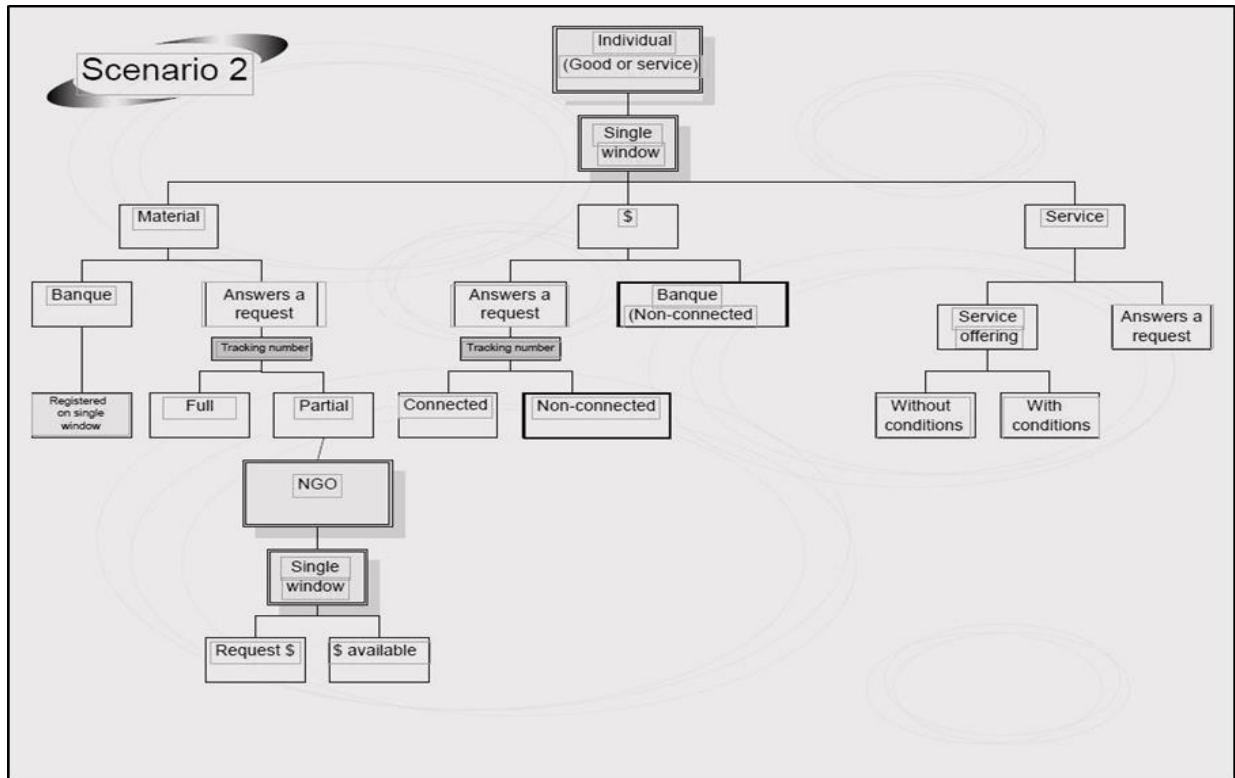 Scenario 2
Individual
(Good or service)
Single
window
Material
$
Service
Banque
Answers a
request
Answers a
request
Banque
(Non-connected
Service
offering
Answers a
request
Tracking number
Tracking number
Registered
on single
window
Full
Partial
Connected
Non-connected
Without
conditions
With
conditions
NGO
Single
window
Request $
$ available